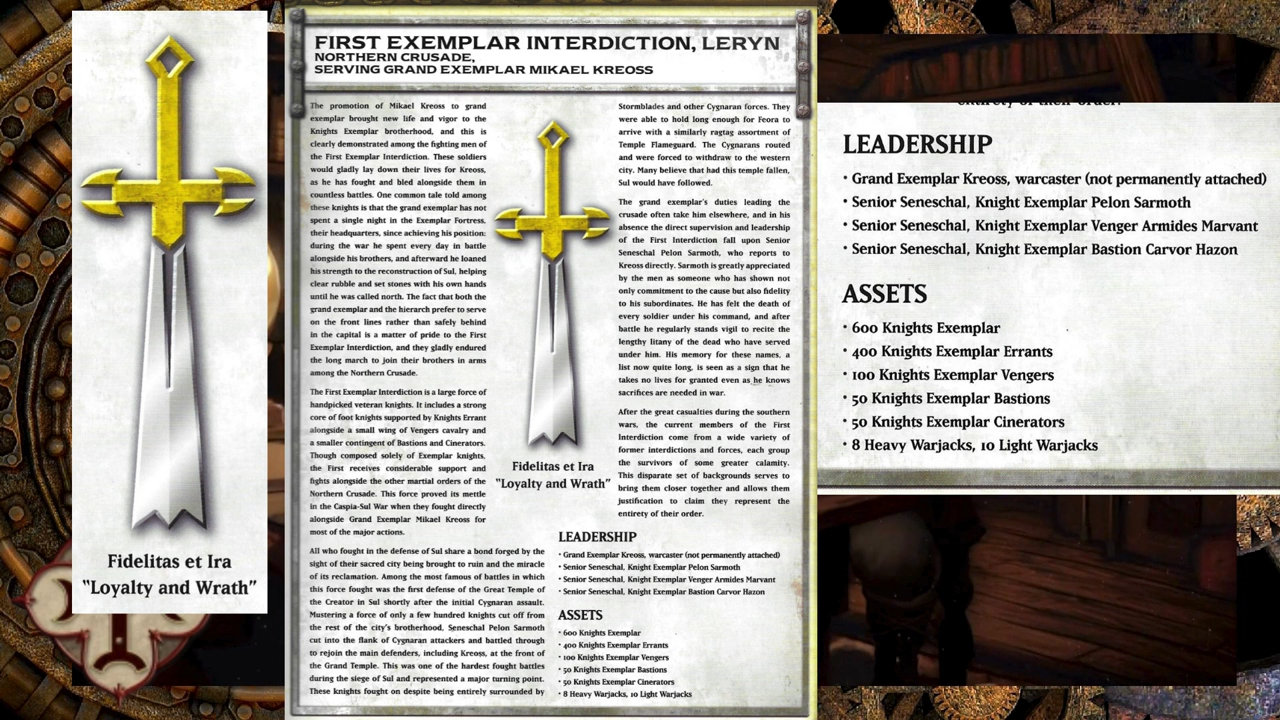 Fidelitas et Ira
“Loyalty and Wrath”
FIRST EXEMPLAR INTERDICTION, LERYN
NORTHERN CRUSADE,
SERVING GRAND EXEMPLAR MIKAEL KREOSS
The promotion of Mikael Kreoss to grand
exemplar brought new life and vigor to the
Knights Exemplar brotherhood, and this is
clearly demonstrated among the fighting men of
the First Exemplar Interdiction. These soldiers
would gladly lay down their lives for Kreoss,
as he has fought and bled alongside them in
countless battles. One common tale told among
these knights is that the grand exemplar has not
spent a single night in the Exemplar Fortress,
their headquarters, since achieving his position:
during the war he spent every day in battle
alongside his brothers, and afterward he loaned
his strength to the reconstruction of Sul, helping
clear rubble and set stones with his own hands
until he was called north. The fact that both the
grand exemplar and the hierarch prefer to serve
on the front lines rather than safely behind
in the capital is a matter of pride to the First
Exemplar Interdiction, and they gladly endured
the long march to join their brothers in arms
among the Northern Crusade.
The First Exemplar Interdiction is a large force of
handpicked veteran knights. It includes a strong
core of foot knights supported by Knights Errant
alongside a small wing of Vengers cavalry and
a smaller contingent of Bastions and Cinerators.
Though composed solely of Exemplar knights,
the First receives considerable support and
fights alongside the other martial orders of the
Northern Crusade. This force proved its mettle
in the Caspia-Sul War when they fought directly
alongside Grand Exemplar Mikael Kreoss for
most of the major actions.
All who fought in the defense of Sul share a bond forged by the
sight of their sacred city being brought to ruin and the miracle
of its reclamation. Among the most famous of battles in which
this force fought was the first defense of the Great Temple of
the Creator in Sul shortly after the initial Cygnaran assault.
Mustering a force of only a few hundred knights cut off from
the rest of the city’s brotherhood, Seneschal Pelon Sarmoth
cut into the flank of Cygnaran attackers and battled through
to rejoin the main defenders, including Kreoss, at the front of
the Grand Temple. This was one of the hardest fought battles
during the siege of Sul and represented a major turning point.
These knights fought on despite being entirely surrounded by
Fidelitas et Ira
“Loyalty and Wrath”
Stormblades and other Cygnaran forces. They
were able to hold long enough for Feora to
arrive with a similarly ragtag assortment of
Temple Flameguard. The Cygnarans routed
and were forced to withdraw to the western
city. Many believe that had this temple fallen,
Sul would have followed.
The grand exemplar’s duties leading the
crusade often take him elsewhere, and in his
absence the direct supervision and leadership
of the First Interdiction fall upon Senior
Seneschal Pelon Sarmoth, who reports to
Kreoss directly. Sarmoth is greatly appreciated
by the men as someone who has shown not
only commitment to the cause but also fidelity
to his subordinates. He has felt the death of
every soldier under his command, and after
battle he regularly stands vigil to recite the
lengthy litany of the dead who have served
under him. His memory for these names, a
list now quite long, is seen as a sign that he
takes no lives for granted even as he knows
sacrifices are needed in war.
After the great casualties during the southern
wars, the current members of the First
Interdiction come from a wide variety of
former interdictions and forces, each group
the survivors of some greater calamity.
This disparate set of backgrounds serves to
bring them closer together and allows them
justification to claim they represent the
entirety of their order.
LEADERSHIP
• Grand Exemplar Kreoss, warcaster (not permanently attached)
• Senior Seneschal, Knight Exemplar Pelon Sarmoth
• Senior Seneschal, Knight Exemplar Venger Armides Marvant
• Senior Seneschal, Knight Exemplar Bastion Carvor Hazon
ASSETS
• 600 Knights Exemplar
• 400 Knights Exemplar Errants
• 100 Knights Exemplar Vengers
• 50 Knights Exemplar Bastions
• 50 Knights Exemplar Cinerators
• 8 Heavy Warjacks, 10 Light Warjacks
entirety of their order.
LEADERSHIP
• Grand Exemplar Kreoss, warcaster (not permanently attached)
• Senior Seneschal, Knight Exemplar Pelon Sarmoth
• Senior Seneschal, Knight Exemplar Venger Armides Marvant
• Senior Seneschal, Knight Exemplar Bastion Carvor Hazon
ASSETS
• 600 Knights Exemplar
• 400 Knights Exemplar Errants
• 100 Knights Exemplar Vengers
• 50 Knights Exemplar Bastions
• 50 Knights Exemplar Cinerators
• 8 Heavy Warjacks, 10 Light Warjacks